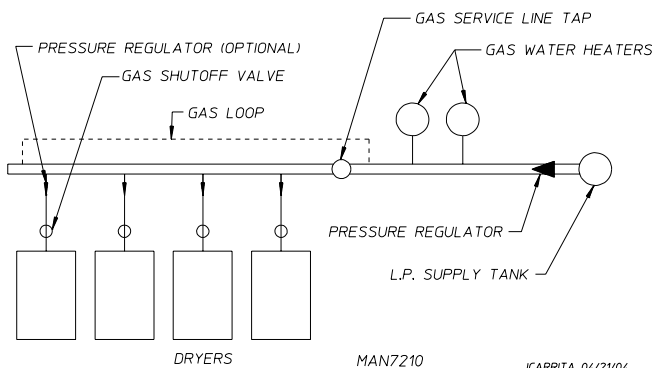 GAS SERVICE LINE TAP
PRESSURE REGULATOR (OPTIONAL)
GAS WATER HEATERS
GAS SHUTOFF VALVE
GAS LOOP
PRESSURE REGULATOR
L.P. SUPPLY TANK
DRYERS
MAN7210